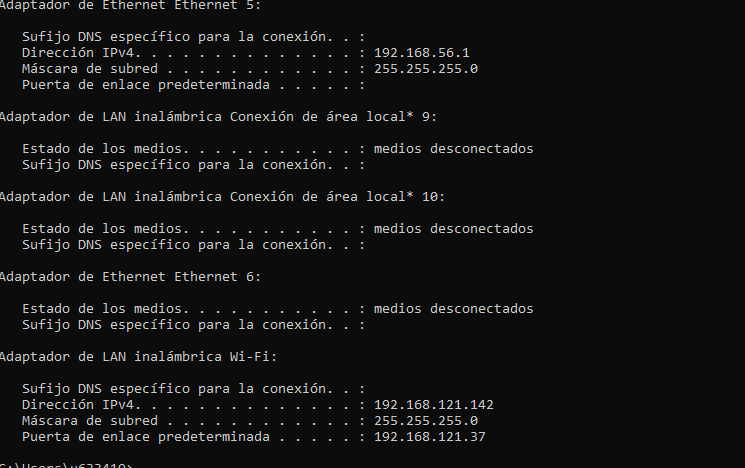 Adaptador de Ethernet Ethernet 5:
Sufijo DNS específico para la conexión. . :
Dirección IPv4. . . . . . . . . . . . . . : 192.168.56.1
Máscara de subred . . . . . . . . . . . . : 255.255.255.0
Puerta de enlace predeterminada . . . . . :
Adaptador de LAN inalámbrica Conexión de área local* 9:
Estado de los medios. . . . . . . . . . . : medios desconectados
Sufijo DNS específico para la conexión. . :
Adaptador de LAN inalámbrica Conexión de área local* 10:
Estado de los medios. . . . . . . . . . . : medios desconectados
Sufijo DNS específico para la conexión. . :
Adaptador de Ethernet Ethernet 6:
Estado de los medios. . . . . . . . . . . : medios desconectados
Sufijo DNS específico para la conexión. . :
Adaptador de LAN inalámbrica Wi-Fi:
Sufijo DNS específico para la conexión. . :
Dirección IPv4. . . . . . . . . . . . . . : 192.168.121.142
Máscara de subred . . . . . . . . . . . . : 255.255.255.0
Puerta de enlace predeterminada . . . . . : 192.168.121.37